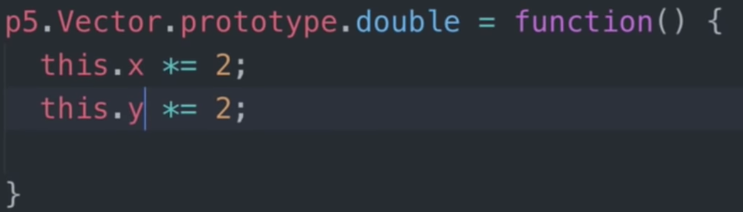 p5.Vector.prototype.double = function() {
  this.x *= 2;
  this.y *= 2;
}